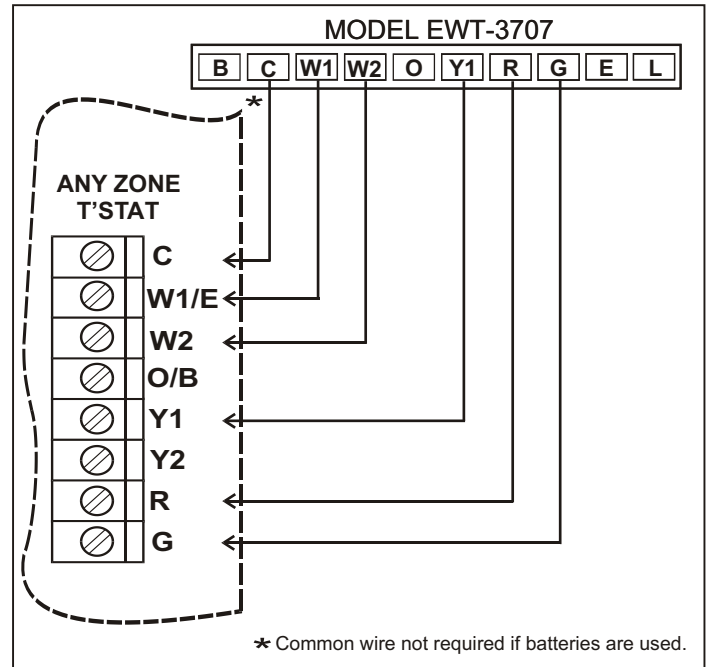 MODEL EWT-3707
B C W1 W2 O Y1 R G E L
*
ANY ZONE
T'STAT
C
W1/E
W2
O/B
Y1
Y2
R
G
* Common wire not required if batteries are used.